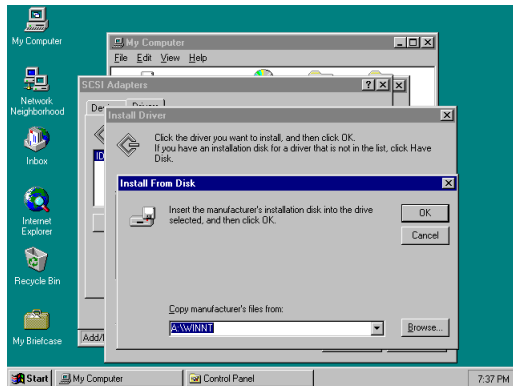 My Computer
Network
Neighborhood
Inbox
Internet
Explorer
Recycle Bin
My Briefcase
My Computer
File Edit View Help
SCSI Adapters
Drivers
Install Driver
Click the driver you want to install, and then click OK.
If you have an installation disk for a driver that is not in the list, click Have
Disk.
Install From Disk
Insert the manufacturer's installation disk into the drive
selected, and then click OK.
OK
Cancel
Copy manufacturer's files from:
A:\WINNT
Browse...
Start
My Computer
Control Panel
7:37 PM